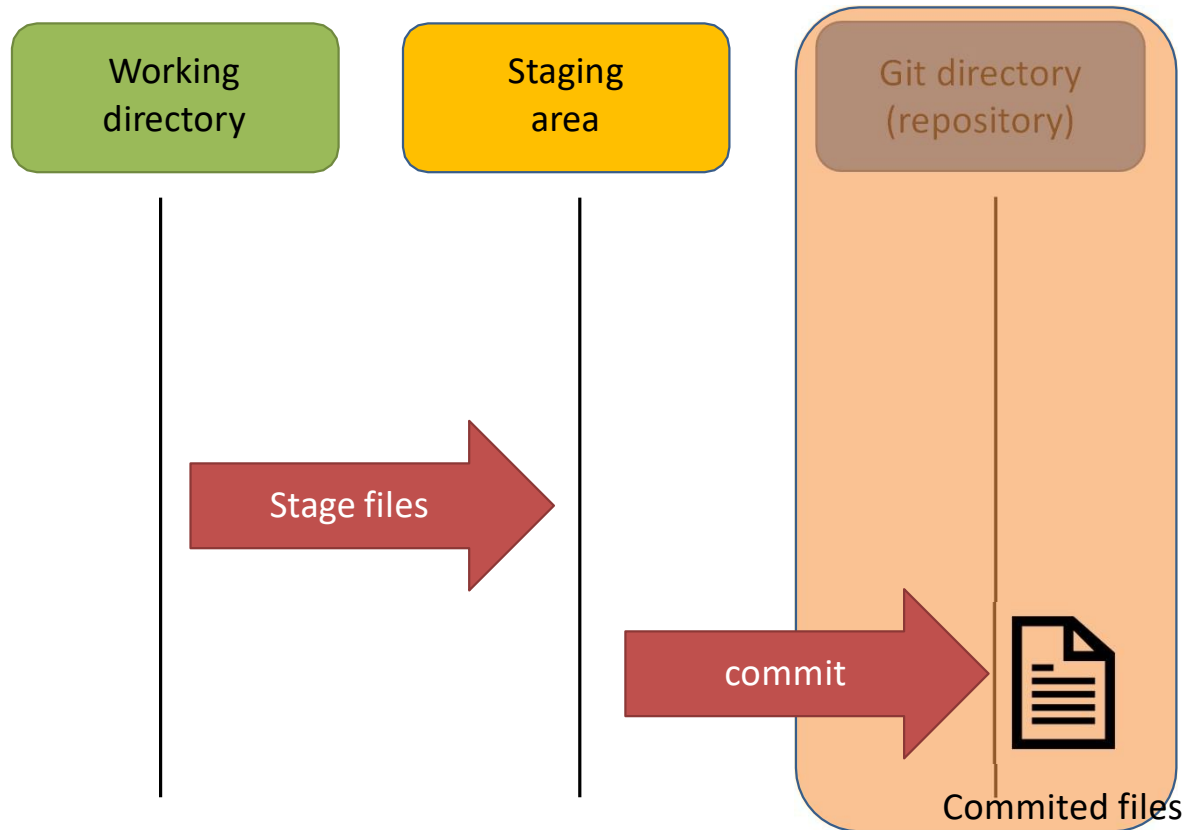 Working
directory
Staging
area
Git directory
(repository)
Stage files
commit
Commited files